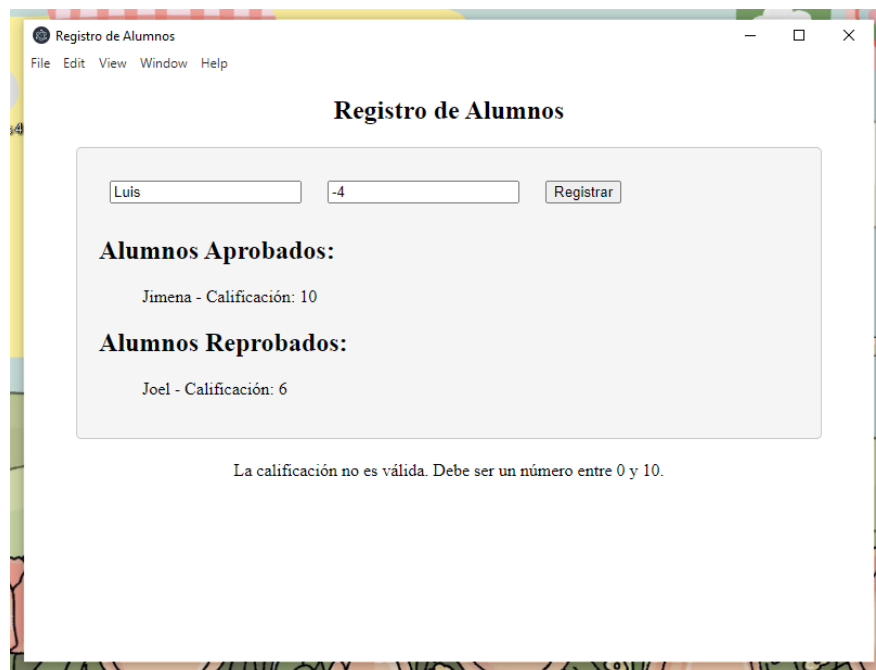 Registro de Alumnos
File Edit View Window Help
Registro de Alumnos
Luis -4 Registrar
Alumnos Aprobados:
Jimena - Calificación: 10
Alumnos Reprobados:
Joel - Calificación: 6
La calificación no es válida. Debe ser un número entre 0 y 10.